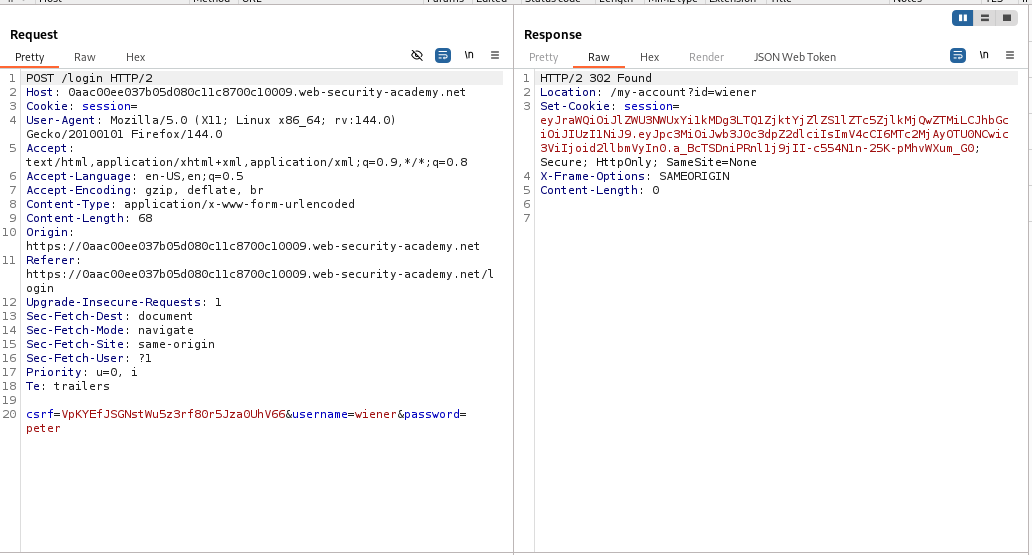 Request
Pretty Raw Hex \n
1 POST /login HTTP/2
2 Host: 0aac00ee037b05d080c11c8700c10009.web-security-academy.net
3 Cookie: session=
4 User-Agent: Mozilla/5.0 (X11; Linux x86_64; rv:144.0)
Gecko/20100101 Firefox/144.0
5 Accept:
text/html,application/xhtml+xml,application/xml;q=0.9,*/*;q=0.8
6 Accept-Language: en-US,en;q=0.5
7 Accept-Encoding: gzip, deflate, br
8 Content-Type: application/x-www-form-urlencoded
9 Content-Length: 68
10 Origin:
https://0aac00ee037b05d080c11c8700c10009.web-security-academy.net
11 Referer:
https://0aac00ee037b05d080c11c8700c10009.web-security-academy.net/l
ogin
12 Upgrade-Insecure-Requests: 1
13 Sec-Fetch-Dest: document
14 Sec-Fetch-Mode: navigate
15 Sec-Fetch-Site: same-origin
16 Sec-Fetch-User: ?1
17 Priority: u=0, i
18 Te: trailers
19
20 csrf=VpKYEfJSGNstWu5z3rf80r5Jza0UhV66&username=wiener&password=
peter
Response
Pretty Raw Hex Render JSON Web Token \n
1 HTTP/2 302 Found
2 Location: /my-account?id=wiener
3 Set-Cookie: session=
eyJraWQiOiJlZWU3NWUxYi1kMDg3LTQ1ZjktYjZlZS1lZTc5ZjlkMjQwZTMiLCJhbGc
iOiJIUzI1NiJ9.eyJpc3MiOiJwb3J0c3dpZ2dlciIsImV4cCI6MTc2MjAyOTU0NCwic
3ViIjoid2llbmVyIn0.a_BcTSDniPRnl1j9jII-c554N1n-25K-pMhvWXum_G0;
Secure; HttpOnly; SameSite=None
4 X-Frame-Options: SAMEORIGIN
5 Content-Length: 0
6
7